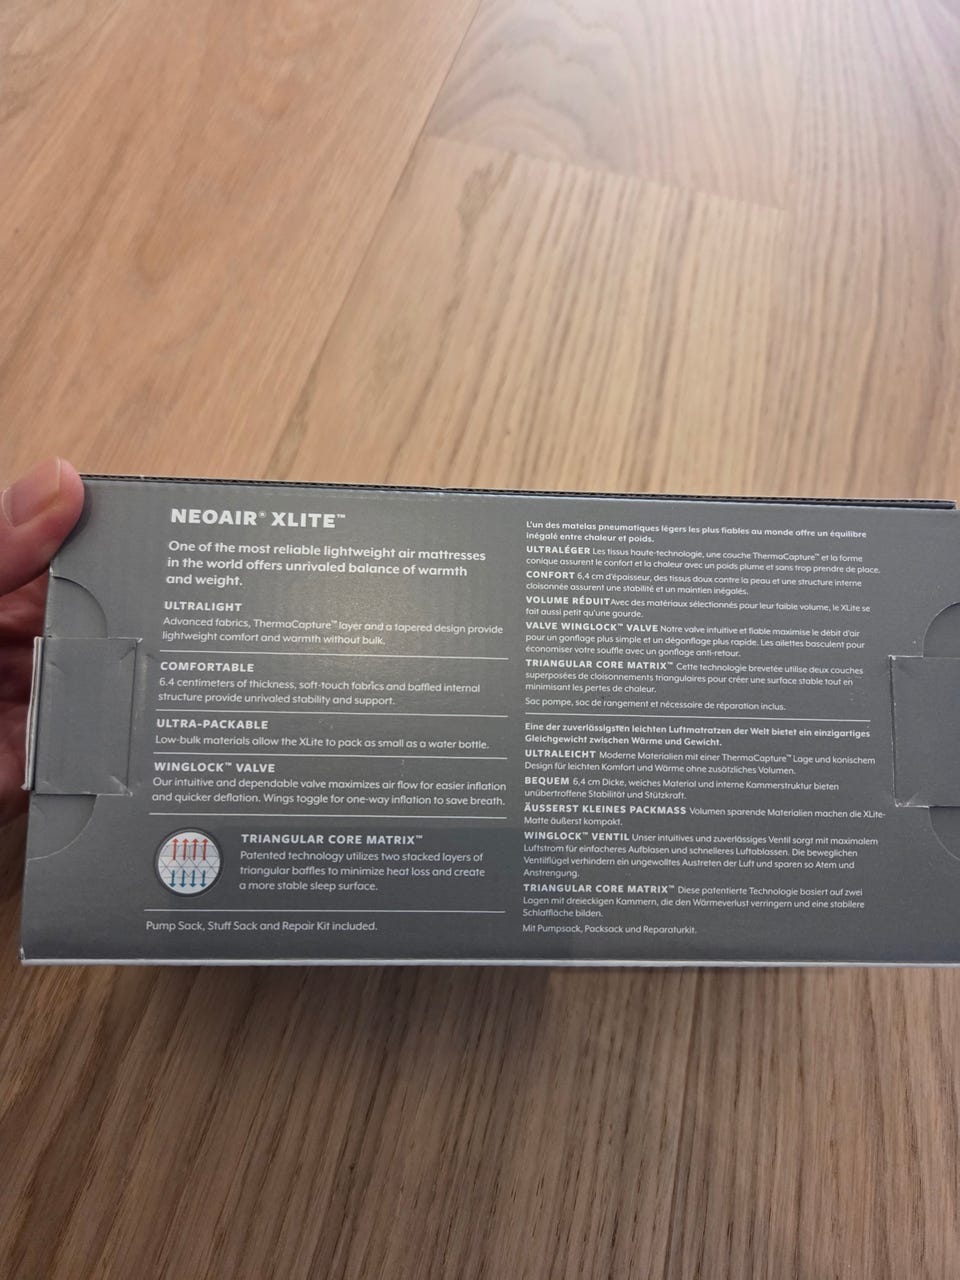 NEOAIR® XLITE™
One of the most reliable lightweight air mattresses
in the world offers unrivaled balance of warmth
and weight.
ULTRALIGHT
Advanced fabrics, ThermaCapture™ layer and a tapered design provide
lightweight comfort and warmth without bulk.
COMFORTABLE
6.4 centimeters of thickness, soft-touch fabrics and baffled internal
structure provide unrivaled stability and support.
ULTRA-PACKABLE
Low-bulk materials allow the XLite to pack as small as a water bottle.
WINGLOCK™ VALVE
Our intuitive and dependable valve maximizes air flow for easier inflation
and quicker deflation. Wings toggle for one-way inflation to save breath.
TRIANGULAR CORE MATRIX™
Patented technology utilizes two stacked layers of
triangular baffles to minimize heat loss and create
a more stable sleep surface.
Pump Sack, Stuff Sack and Repair Kit included.
L'un des matelas pneumatiques légers les plus fiables au monde offre un équilibre
inégalé entre chaleur et poids.
ULTRALÉGER Les tissus haute-technologie, une couche ThermaCapture™ et la forme
conique assurent le confort et la chaleur avec un poids plume et sans trop prendre de place.
CONFORT 6,4 cm d'épaisseur, des tissus doux contre la peau et une structure interne
cloisonnée assurent une stabilité et un maintien inégalés.
VOLUME RÉDUIT Avec des matériaux sélectionnés pour leur faible volume, le XLite se
fait aussi petit qu'une gourde.
VALVE WINGLOCK™ VALVE Notre valve intuitive et fiable maximise le débit d'air
pour un gonflage plus simple et un dégonflage plus rapide. Les ailettes basculent pour
économiser votre souffle avec un gonflage anti-retour.
TRIANGULAR CORE MATRIX™ Cette technologie brevetée utilise deux couches
superposées de cloisonnements triangulaires pour créer une surface stable tout en
minimisant les pertes de chaleur.
Sac pompe, sac de rangement et nécessaire de réparation inclus.
Eine der zuverlässigsten leichten Luftmatratzen der Welt bietet ein einzigartiges
Gleichgewicht zwischen Wärme und Gewicht.
ULTRALEICHT Moderne Materialien mit einer ThermaCapture™ Lage und konischem
Design für leichten Komfort und Wärme ohne zusätzliches Volumen.
BEQUEM 6,4 cm Dicke, weiches Material und interne Kammerstruktur bieten
unübertroffene Stabilität und Stützkraft.
ÄUSSERST KLEINES PACKMASS Volumen sparende Materialien machen die XLite-
Matte äußerst kompakt.
WINGLOCK™ VENTIL Unser intuitives und zuverlässiges Ventil sorgt mit maximalem
Luftstrom für einfacheres Aufblasen und schnelleres Luftablassen. Die beweglichen
Ventilflügel verhindern ein ungewolltes Austreten der Luft und sparen so Atem und
Anstrengung.
TRIANGULAR CORE MATRIX™ Diese patentierte Technologie basiert auf zwei
Lagen mit dreieckigen Kammern, die den Wärmeverlust verringern und eine stabilere
Schlaffläche bilden.
Mit Pumpsack, Packsack und Reparaturkit.